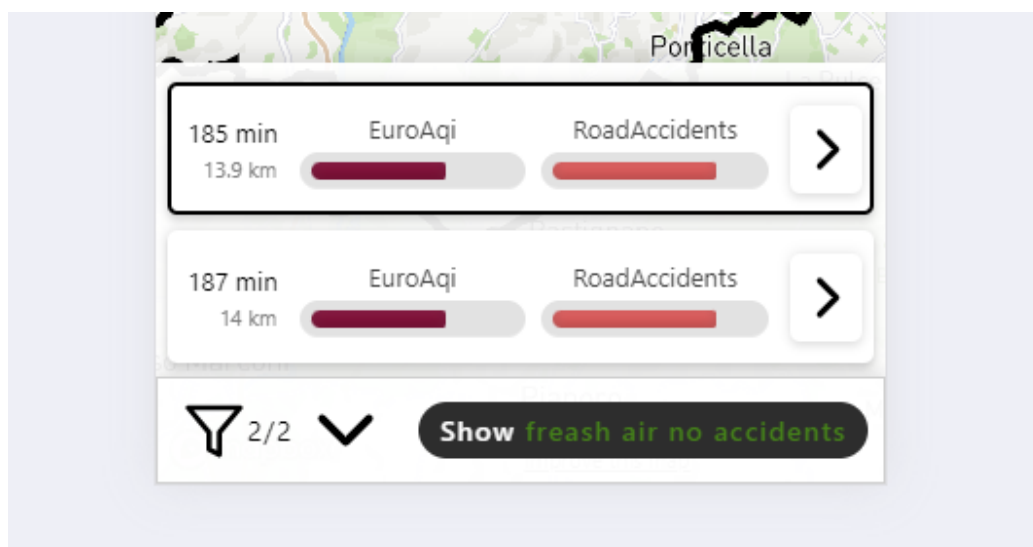 Porticella
185 min
13.9 km
EuroAqi
RoadAccidents
187 min
14 km
EuroAqi
RoadAccidents
2/2
Show freash air no accidents